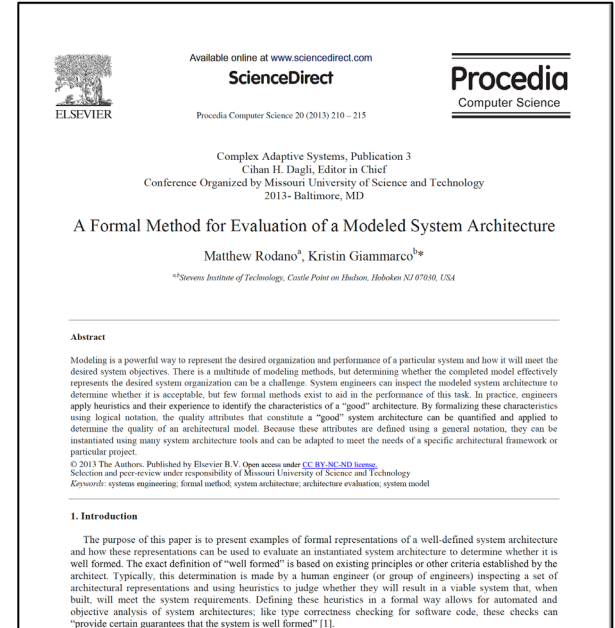 Available online at www.sciencedirect.com
ScienceDirect
Procedia Computer Science 20 (2013) 210 – 215
ELSEVIER
Procedia
Computer Science
Complex Adaptive Systems, Publication 3
Cihan H. Dagli, Editor in Chief
Conference Organized by Missouri University of Science and Technology
2013- Baltimore, MD
A Formal Method for Evaluation of a Modeled System Architecture
Matthew Rodanoᵃ, Kristin Giammarcoᵇ*
ᵃ,ᵇStevens Institute of Technology, Castle Point on Hudson, Hoboken NJ 07030, USA
Abstract
Modeling is a powerful way to represent the desired organization and performance of a particular system and how it will meet the
desired system objectives. There is a multitude of modeling methods, but determining whether the completed model effectively
represents the desired system organization can be a challenge. System engineers can inspect the modeled system architecture to
determine whether it is acceptable, but few formal methods exist to aid in the performance of this task. In practice, engineers
apply heuristics and their experience to identify the characteristics of a “good” architecture. By formalizing these characteristics
using logical notation, the quality attributes that constitute a “good” system architecture can be quantified and applied to
determine the quality of an architectural model. Because these attributes are defined using a general notation, they can be
instantiated using many system architecture tools and can be adapted to meet the needs of a specific architectural framework or
particular project.
© 2013 The Authors. Published by Elsevier B.V. Open access under CC BY-NC-ND license.
Selection and peer-review under responsibility of Missouri University of Science and Technology
Keywords: systems engineering; formal method; system architecture; architecture evaluation; system model
1. Introduction
The purpose of this paper is to present examples of formal representations of a well-defined system architecture
and how these representations can be used to evaluate an instantiated system architecture to determine whether it is
well formed. The exact definition of “well formed” is based on existing principles or other criteria established by the
architect. Typically, this determination is made by a human engineer (or group of engineers) inspecting a set of
architectural representations and using heuristics to judge whether they will result in a viable system that, when
built, will meet the system requirements. Defining these heuristics in a formal way allows for automated and
objective analysis of system architectures; like type correctness checking for software code, these checks can
“provide certain guarantees that the system is well formed” [1].